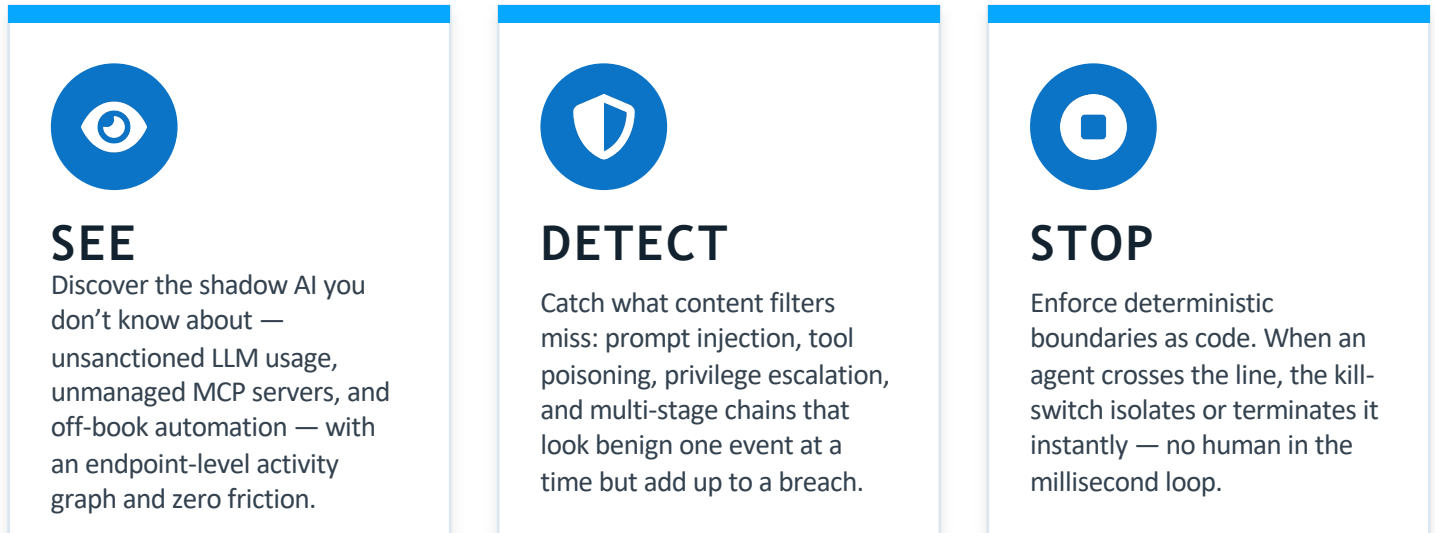 SEE
Discover the shadow AI you
don’t know about —
unsanctioned LLM usage,
unmanaged MCP servers, and
off-book automation — with
an endpoint-level activity
graph and zero friction.
DETECT
Catch what content filters
miss: prompt injection, tool
poisoning, privilege escalation,
and multi-stage chains that
look benign one event at a
time but add up to a breach.
STOP
Enforce deterministic
boundaries as code. When an
agent crosses the line, the kill-
switch isolates or terminates it
instantly — no human in the
millisecond loop.